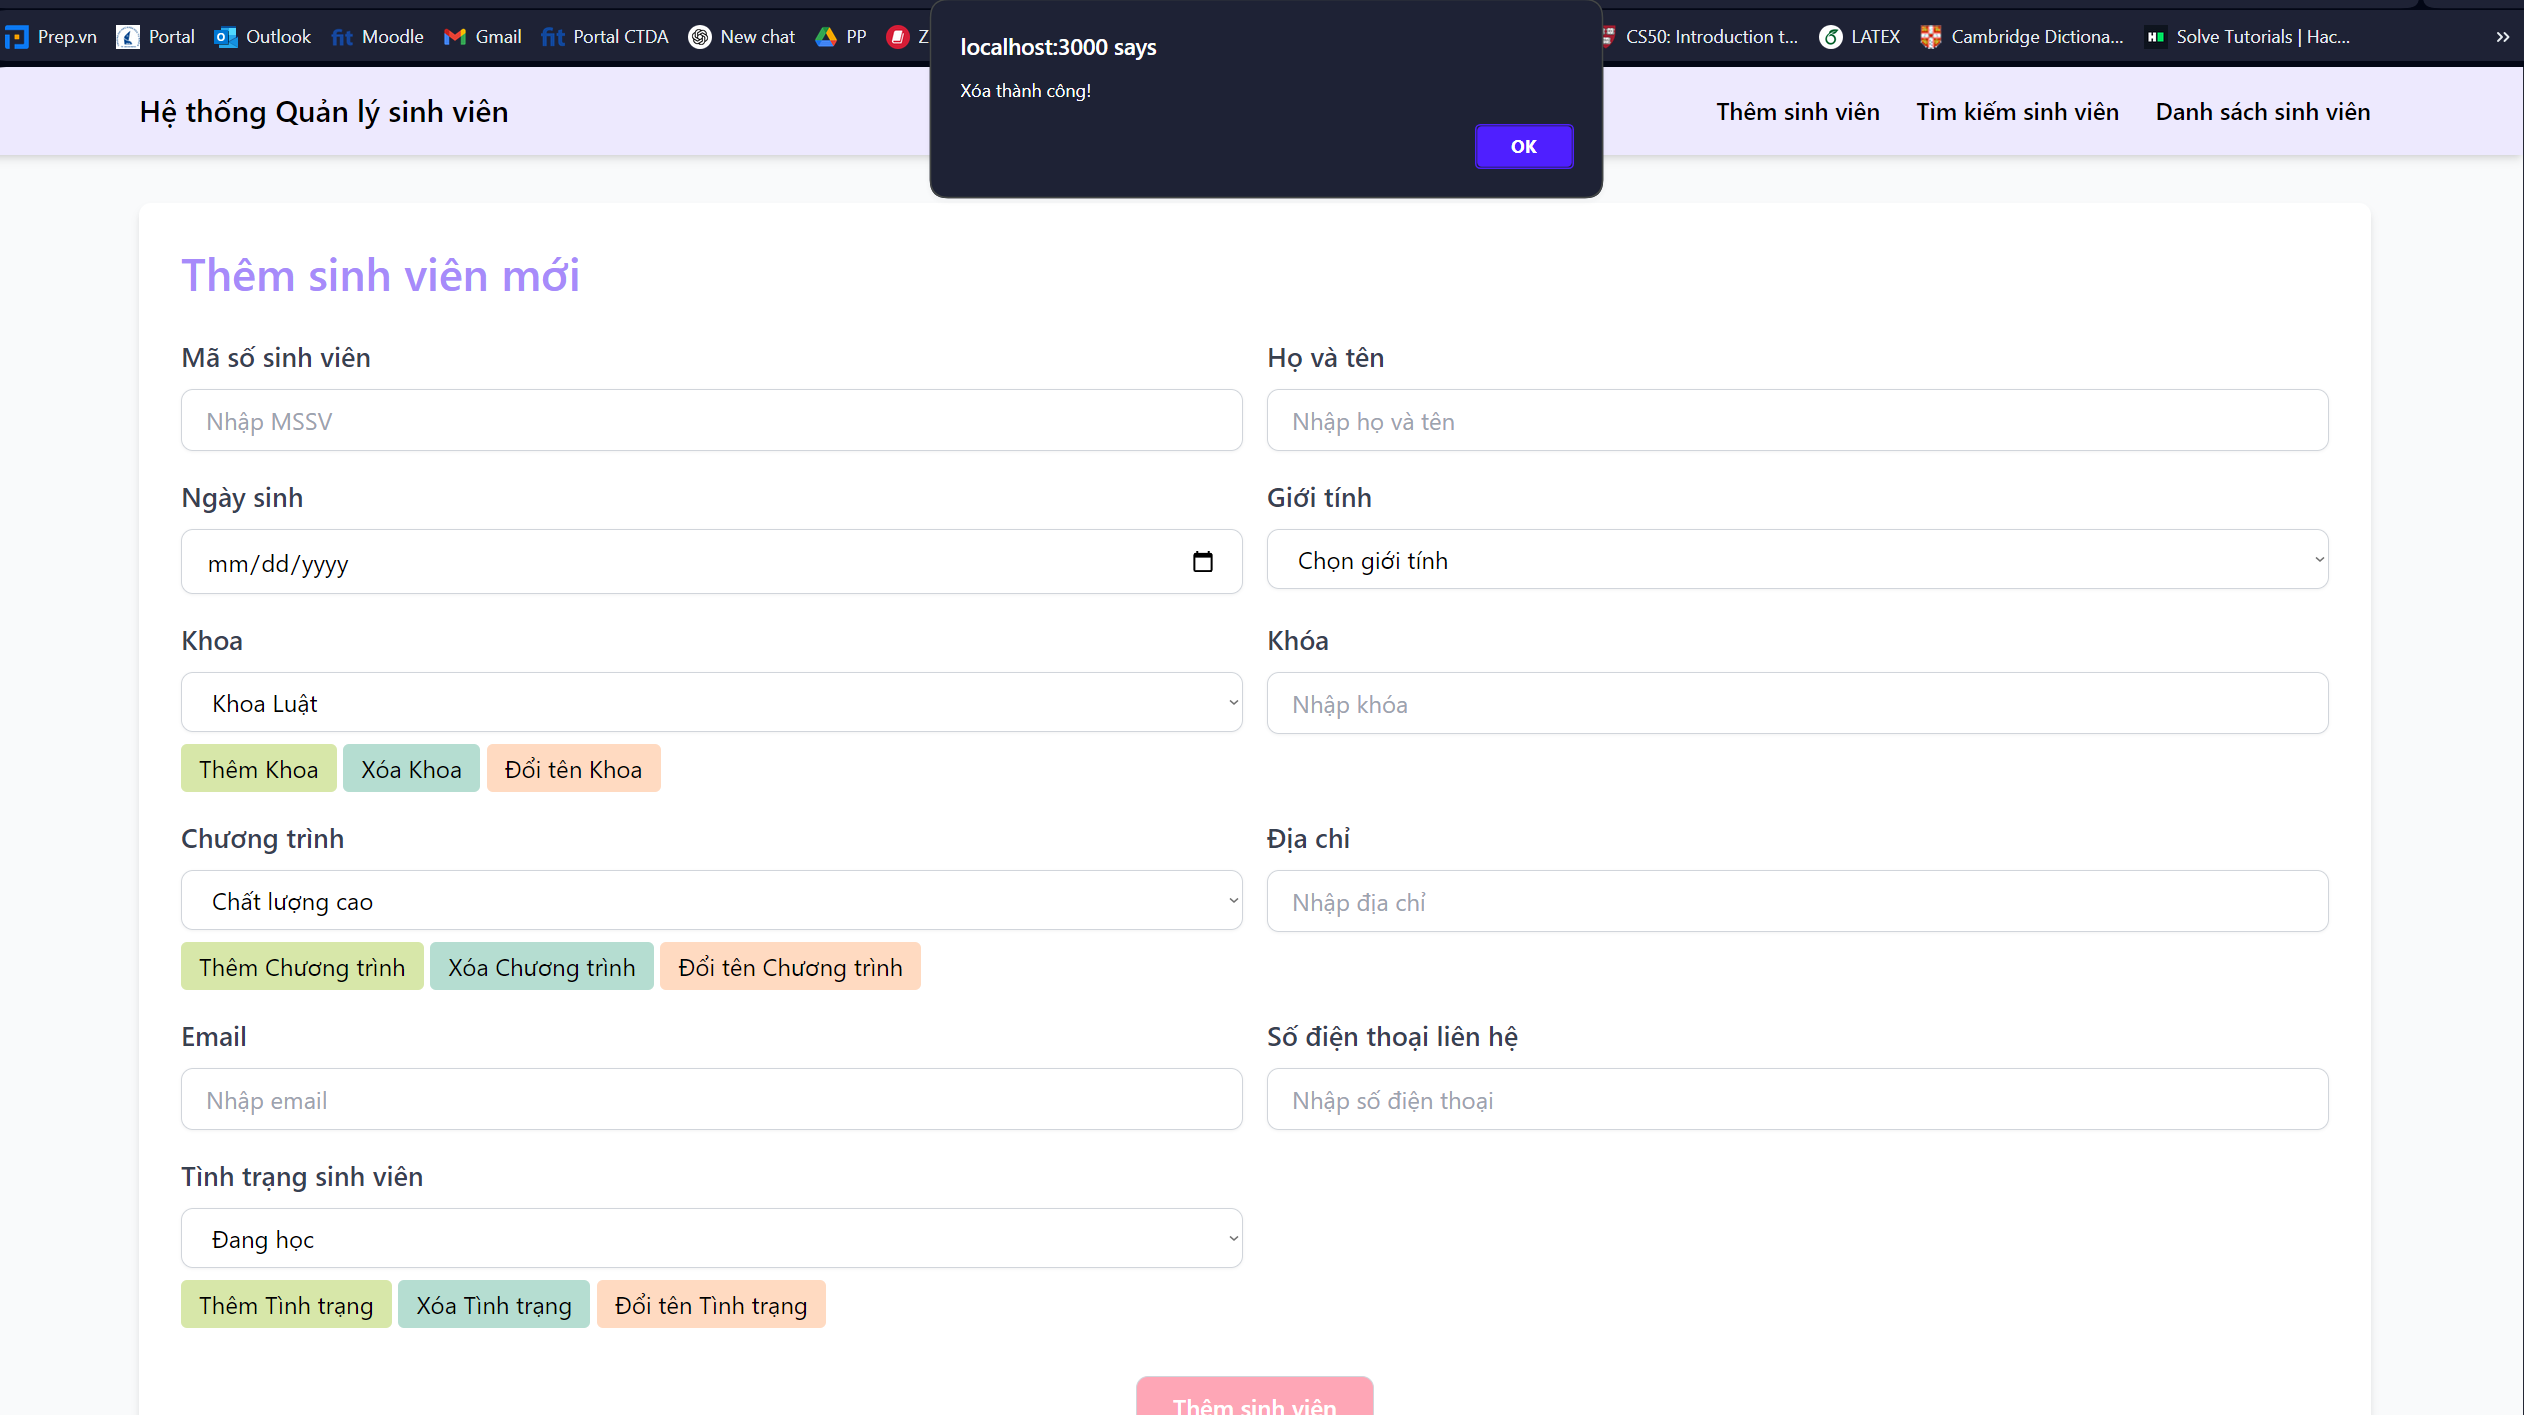 Prep.vn Portal Outlook fit Moodle Gmail fit Portal CTDA New chat PP Z CS50: Introduction t... LATEX Cambridge Dictiona... H Solve Tutorials | Hac... »
localhost:3000 says
Xóa thành công!
OK
Hệ thống Quản lý sinh viên Thêm sinh viên Tìm kiếm sinh viên Danh sách sinh viên
Thêm sinh viên mới
Mã số sinh viên Họ và tên
Nhập MSSV Nhập họ và tên
Ngày sinh Giới tính
mm/dd/yyyy Chọn giới tính
Khoa Khóa
Khoa Luật Nhập khóa
Thêm Khoa Xóa Khoa Đổi tên Khoa
Chương trình Địa chỉ
Chất lượng cao Nhập địa chỉ
Thêm Chương trình Xóa Chương trình Đổi tên Chương trình
Email Số điện thoại liên hệ
Nhập email Nhập số điện thoại
Tình trạng sinh viên
Đang học
Thêm Tình trạng Xóa Tình trạng Đổi tên Tình trạng
Thêm sinh viên